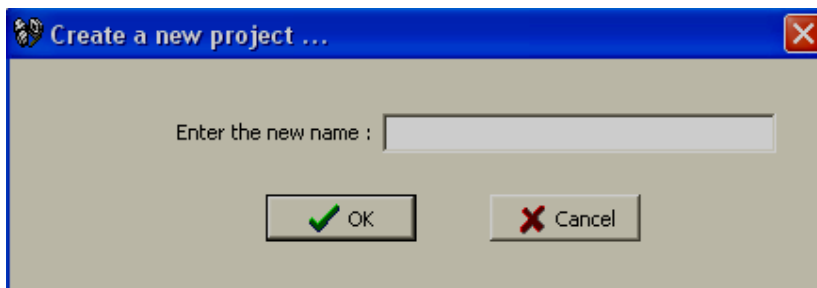 Create a new project ...
Enter the new name :
OK
Cancel